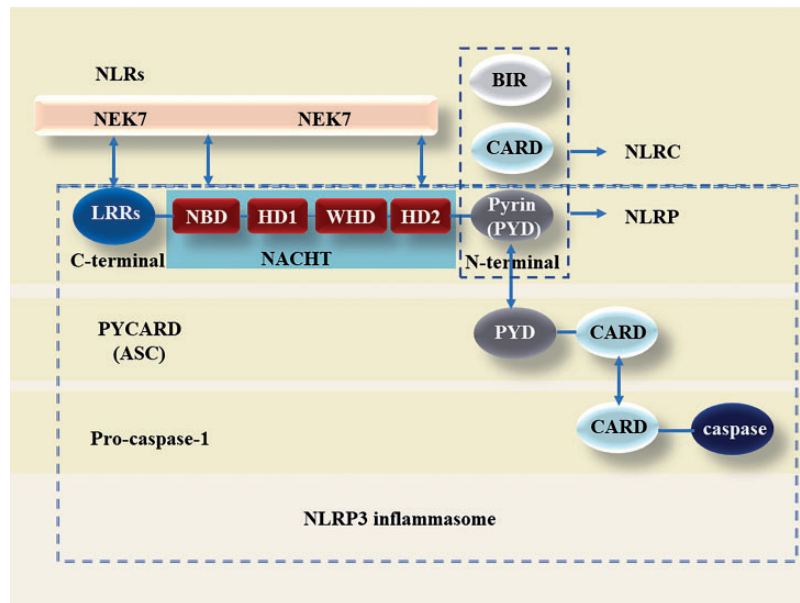 NLRs
BIR
NEK7 NEK7
CARD NLRC
LRRs NBD HD1 WHD HD2 Pyrin
(PYD) NLRP
C-terminal NACHT N-terminal
PYCARD
(ASC)
PYD CARD
Pro-caspase-1
CARD caspase
NLRP3 inflammasome